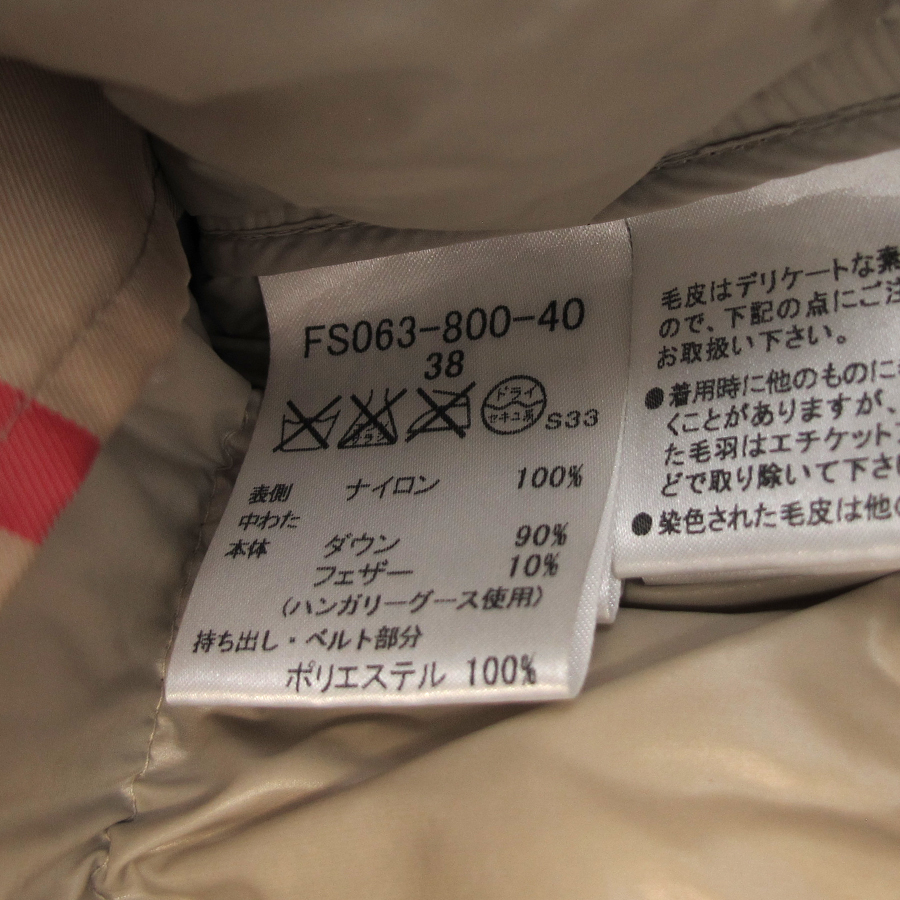 FS063-800-40
38
ドライ
セキユ系
S33
表側 ナイロン 100%
中わた
本体 ダウン 90%
フェザー 10%
(ハンガリーグース使用)
持ち出し・ベルト部分
ポリエステル 100%
毛皮はデリケートな素
ので、下記の点にご注
お取扱い下さい。
●着用時に他のものに
くことがありますが、
た毛羽はエチケット
どで取り除いて下さい
●染色された毛皮は他の